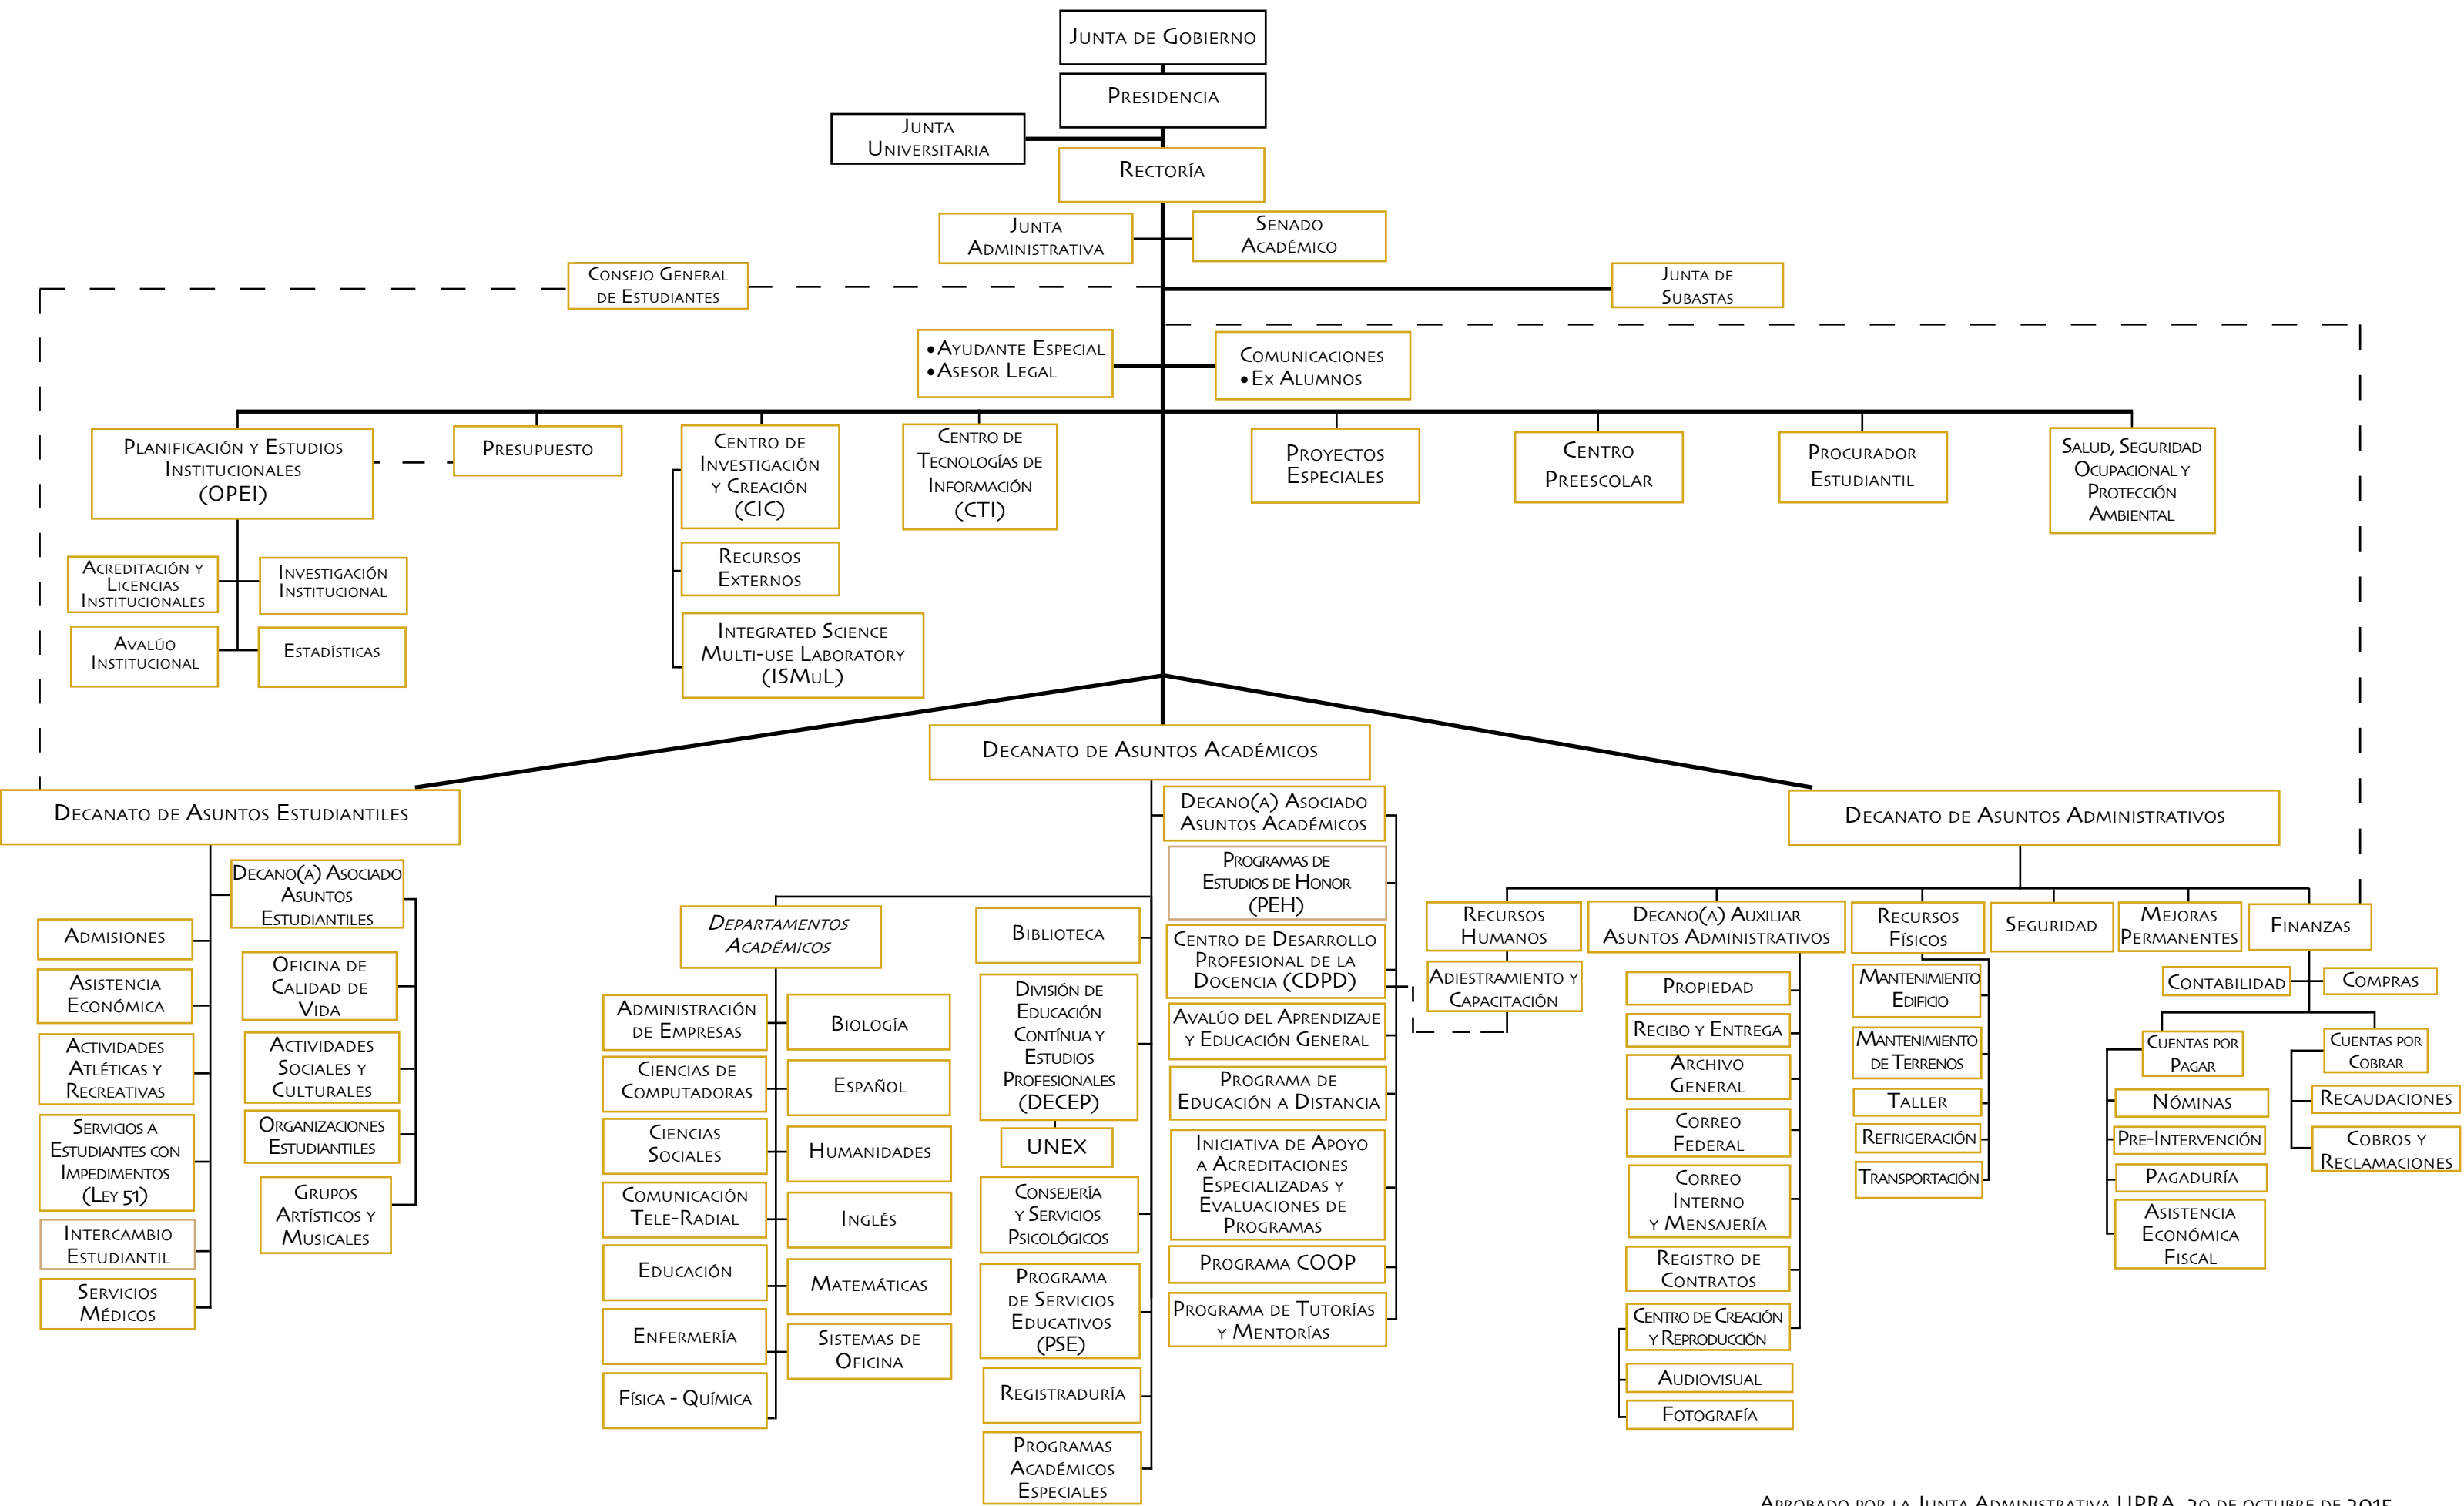 Junta de Gobierno
Presidencia
Junta
Universitaria
Rectoría
Junta
Administrativa
Senado
Académico
Consejo General
de Estudiantes
Junta de
Subastas
•Ayudante Especial
•Asesor Legal
Comunicaciones
•Ex Alumnos
Planificación y Estudios
Institucionales
(OPEI)
Presupuesto
Centro de
Investigación
y Creación
(CIC)
Centro de
Tecnologías de
Información
(CTI)
Proyectos
Especiales
Centro
Preescolar
Procurador
Estudiantil
Salud, Seguridad
Ocupacional y
Protección
Ambiental
Acreditación y
Licencias
Institucionales
Investigación
Institucional
Avalúo
Institucional
Estadísticas
Recursos
Externos
Integrated Science
Multi-use Laboratory
(ISMuL)
Decanato de Asuntos Académicos
Decanato de Asuntos Estudiantiles
Decanato de Asuntos Administrativos
Decano(a) Asociado
Asuntos
Estudiantiles
Admisiones
Asistencia
Económica
Actividades
Atléticas y
Recreativas
Servicios a
Estudiantes con
Impedimentos
(Ley 51)
Intercambio
Estudiantil
Servicios
Médicos
Oficina de
Calidad de
Vida
Actividades
Sociales y
Culturales
Organizaciones
Estudiantiles
Grupos
Artísticos y
Musicales
Departamentos
Académicos
Administración
de Empresas
Ciencias de
Computadoras
Ciencias
Sociales
Comunicación
Tele-Radial
Educación
Enfermería
Física - Química
Biología
Español
Humanidades
Inglés
Matemáticas
Sistemas de
Oficina
Biblioteca
División de
Educación
Contínua y
Estudios
Profesionales
(DECEP)
UNEX
Consejería
y Servicios
Psicológicos
Programa
de Servicios
Educativos
(PSE)
Registraduría
Programas
Académicos
Especiales
Decano(a) Asociado
Asuntos Académicos
Programas de
Estudios de Honor
(PEH)
Centro de Desarrollo
Profesional de la
Docencia (CDPD)
Avalúo del Aprendizaje
y Educación General
Programa de
Educación a Distancia
Iniciativa de Apoyo
a Acreditaciones
Especializadas y
Evaluaciones de
Programas
Programa COOP
Programa de Tutorías
y Mentorías
Recursos
Humanos
Adiestramiento y
Capacitación
Decano(a) Auxiliar
Asuntos Administrativos
Propiedad
Recibo y Entrega
Archivo
General
Correo
Federal
Correo
Interno
y Mensajería
Registro de
Contratos
Centro de Creación
y Reproducción
Audiovisual
Fotografía
Recursos
Físicos
Mantenimiento
Edificio
Mantenimiento
de Terrenos
Taller
Refrigeración
Transportación
Seguridad
Mejoras
Permanentes
Finanzas
Contabilidad
Compras
Cuentas por
Pagar
Nóminas
Pre-Intervención
Pagaduría
Asistencia
Económica
Fiscal
Cuentas por
Cobrar
Recaudaciones
Cobros y
Reclamaciones
Aprobado por la Junta Administrativa UPRA, 20 de octubre de 2015